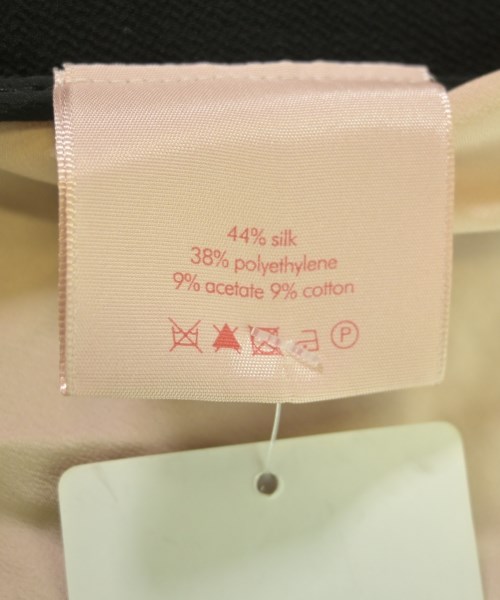 44% silk
38% polyethylene
9% acetate 9% cotton
P